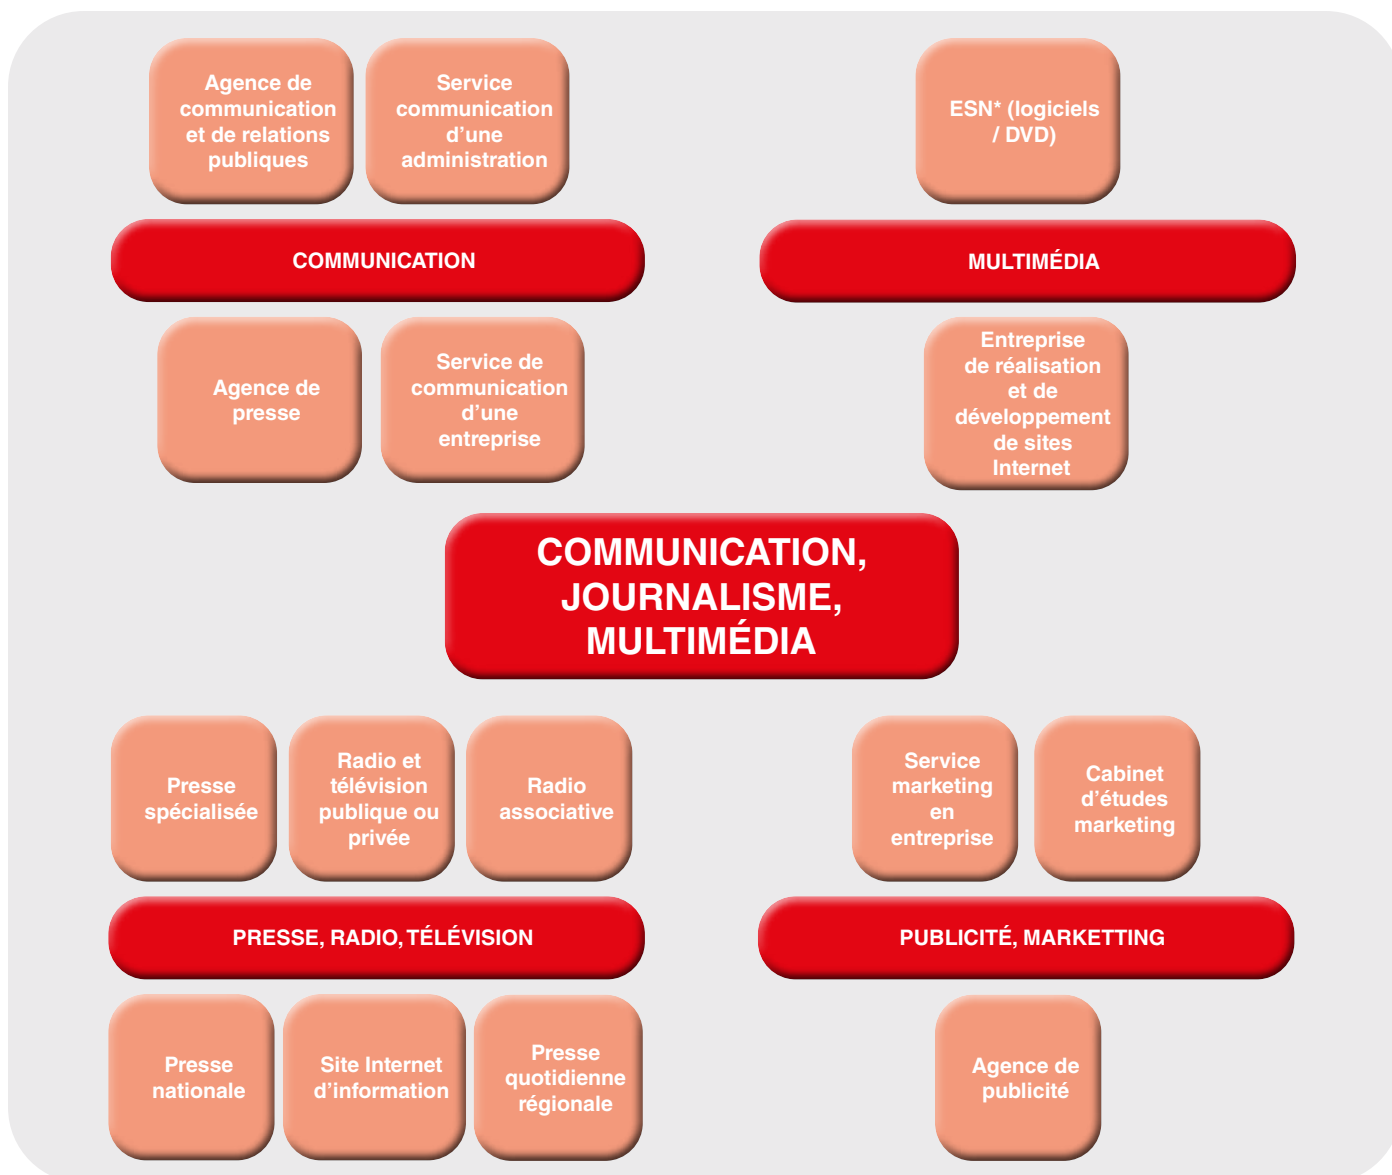 Agence de
communication
et de relations
publiques
Service
communication
d’une
administration
ESN* (logiciels
/ DVD)
COMMUNICATION
MULTIMÉDIA
Agence de
presse
Service de
communication
d’une
entreprise
Entreprise
de réalisation
et de
développement
de sites
Internet
COMMUNICATION,
JOURNALISME,
MULTIMÉDIA
Presse
spécialisée
Radio et
télévision
publique ou
privée
Radio
associative
Service
marketing
en
entreprise
Cabinet
d’études
marketing
PRESSE, RADIO, TÉLÉVISION
PUBLICITÉ, MARKETTING
Presse
nationale
Site Internet
d’information
Presse
quotidienne
régionale
Agence de
publicité